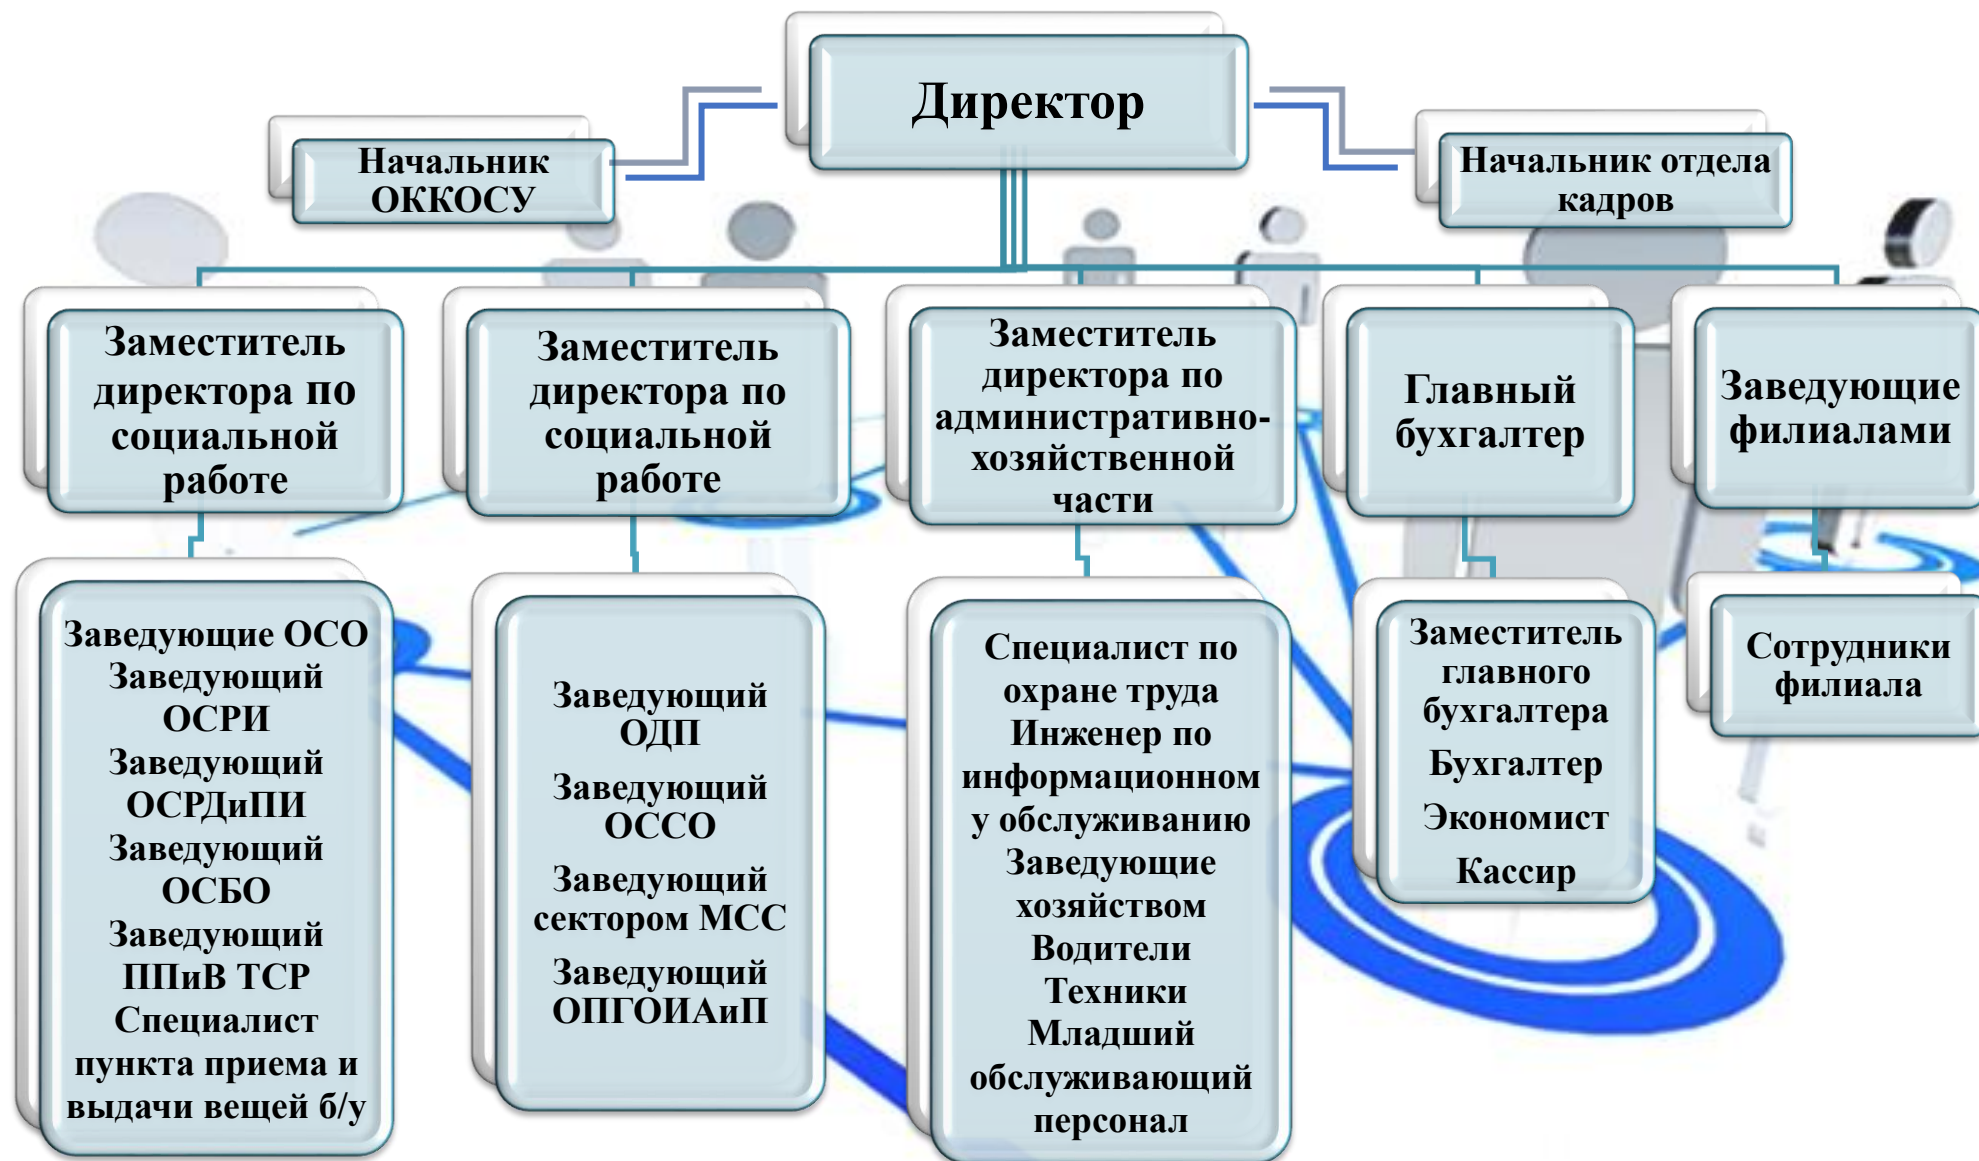 Директор
Начальник
ОККОСУ
Начальник отдела
кадров
Заместитель
директора по
социальной
работе
Заместитель
директора по
социальной
работе
Заместитель
директора по
административно-
хозяйственной
части
Главный
бухгалтер
Заведующие
филиалами
Заведующие ОСО
Заведующий
ОСРИ
Заведующий
ОСРДиПИ
Заведующий
ОСБО
Заведующий
ППиВ ТСР
Специалист
пункта приема и
выдачи вещей б/у
Заведующий
ОДП
Заведующий
ОССО
Заведующий
сектором МСС
Заведующий
ОПГОИАиП
Специалист по
охране труда
Инженер по
информационном
у обслуживанию
Заведующие
хозяйством
Водители
Техники
Младший
обслуживающий
персонал
Заместитель
главного
бухгалтера
Бухгалтер
Экономист
Кассир
Сотрудники
филиала